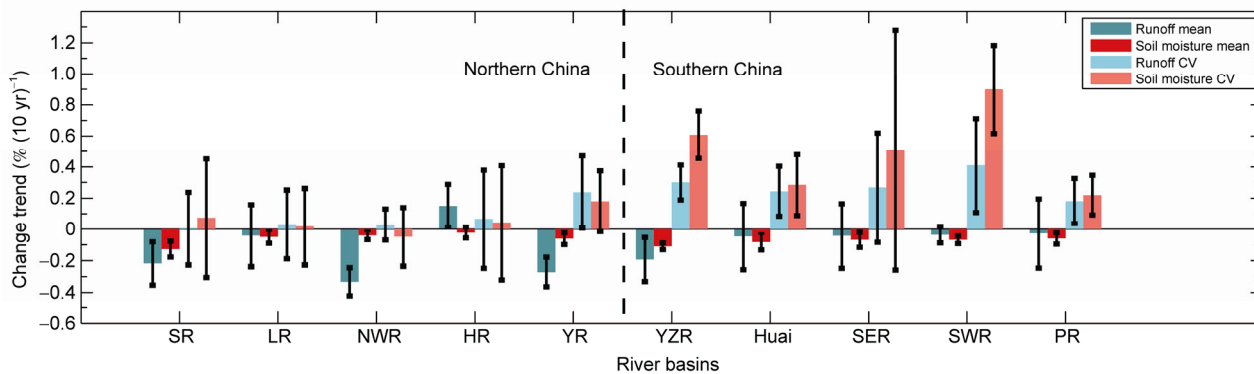 Change trend (% (10 yr)⁻¹)
1.2
1.0
0.8
0.6
0.4
0.2
0
−0.2
−0.4
−0.6
Northern China
Southern China
Runoff mean
Soil moisture mean
Runoff CV
Soil moisture CV
SR LR NWR HR YR YZR Huai SER SWR PR
River basins